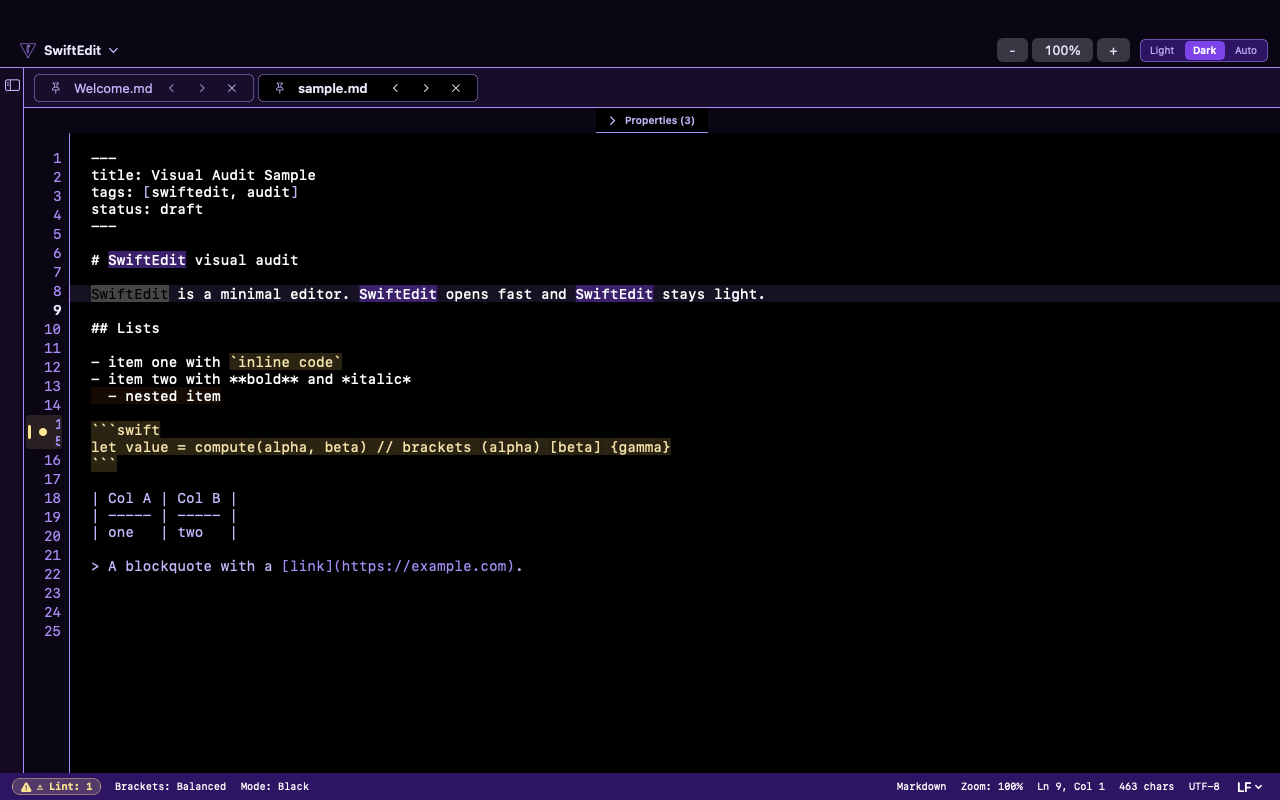 SwiftEdit
- 100% + Light Dark Auto
Welcome.md sample.md
Properties (3)
1 ---
2 title: Visual Audit Sample
3 tags: [swiftedit, audit]
4 status: draft
5 ---
6
7 # SwiftEdit visual audit
8
9 SwiftEdit is a minimal editor. SwiftEdit opens fast and SwiftEdit stays light.
10
11 ## Lists
12
13 - item one with `inline code`
14 - item two with **bold** and *italic*
15 - nested item
16
17 ```swift
18 let value = compute(alpha, beta) // brackets (alpha) [beta] {gamma}
19 ```
20
21 | Col A | Col B |
22 | ----- | ----- |
23 | one   | two   |
24
25 > A blockquote with a [link](https://example.com).
⚠ Lint: 1 Brackets: Balanced Mode: Black Markdown Zoom: 100% Ln 9, Col 1 463 chars UTF-8 LF